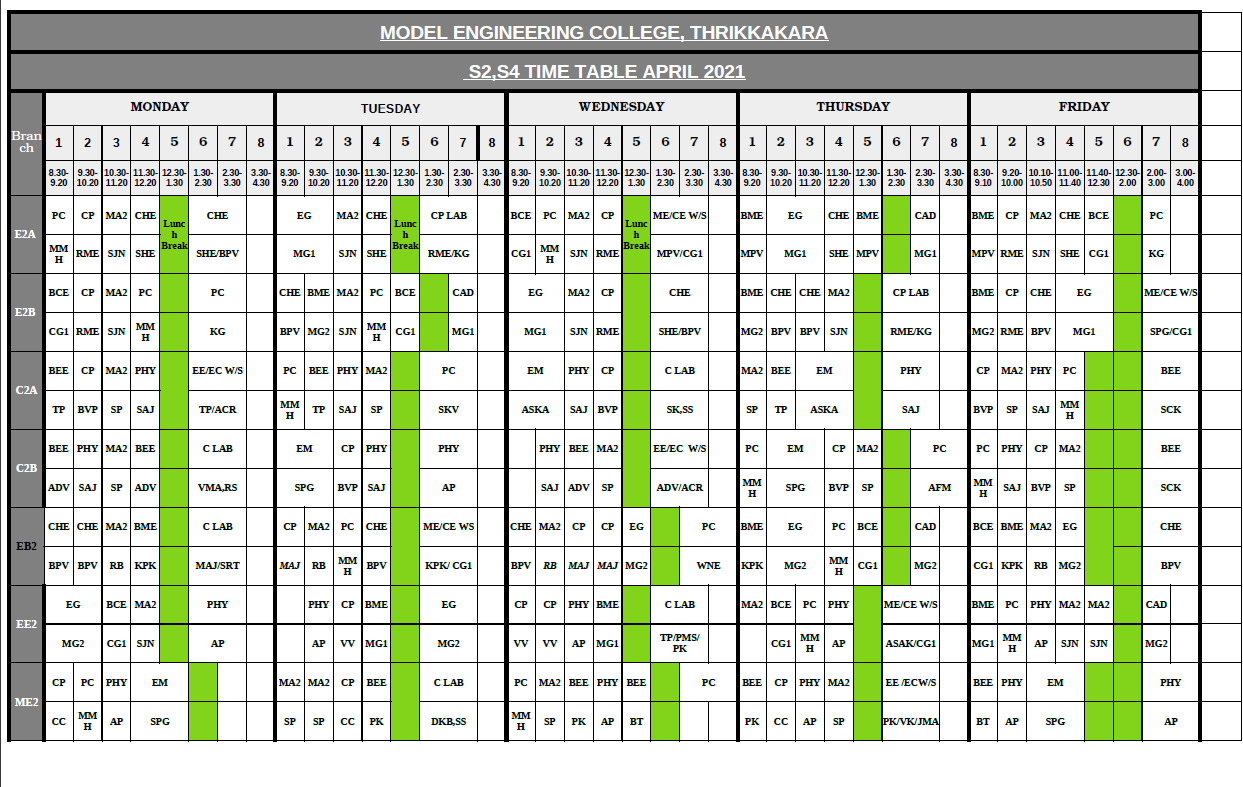 MODEL ENGINEERING COLLEGE, THRIKKAKARA
S2,S4 TIME TABLE APRIL 2021
Bran
ch
MONDAY TUESDAY WEDNESDAY THURSDAY FRIDAY
1 2 3 4 5 6 7 8 1 2 3 4 5 6 7 8 1 2 3 4 5 6 7 8 1 2 3 4 5 6 7 8 1 2 3 4 5 6 7 8
8.30- 9.30- 10.30- 11.30- 12.30- 1.30- 2.30- 3.30- 8.30- 9.30- 10.30- 11.30- 12.30- 1.30- 2.30- 3.30- 8.30- 9.30- 10.30- 11.30- 12.30- 1.30- 2.30- 3.30- 8.30- 9.30- 10.30- 11.30- 12.30- 1.30- 2.30- 3.30- 8.30- 9.20- 10.10- 11.00- 11.40- 12.30- 2.00- 3.00-
9.20 10.20 11.20 12.20 1.30 2.30 3.30 4.30 9.20 10.20 11.20 12.20 1.30 2.30 3.30 4.30 9.20 10.20 11.20 12.20 1.30 2.30 3.30 4.30 9.20 10.20 11.20 12.20 1.30 2.30 3.30 4.30 9.10 10.00 10.50 11.40 12.30 2.00 3.00 4.00
E2A
PC CP MA2 CHE Lunc h Break CHE EG MA2 CHE Lunc h Break CP LAB BCE PC MA2 CP Lunc h Break ME/CE W/S BME EG CHE BME CAD BME CP MA2 CHE BCE PC
MM H RME SJN SHE SHE/BPV MG1 SJN SHE RME/KG CG1 MM H SJN RME MPV/CG1 MPV MG1 SHE MPV MG1 MPV RME SJN SHE CG1 KG
E2B
BCE CP MA2 PC PC CHE BME MA2 PC BCE CAD EG MA2 CP CHE BME CHE CHE MA2 CP LAB BME CP CHE EG ME/CE W/S
CG1 RME SJN MM H KG BPV MG2 SJN MM H CG1 MG1 MG1 SJN RME SHE/BPV MG2 BPV BPV SJN RME/KG MG2 RME BPV MG1 SPG/CG1
C2A
BEE CP MA2 PHY EE/EC W/S PC BEE PHY MA2 PC EM PHY CP C LAB MA2 BEE EM PHY CP MA2 PHY PC BEE
TP BVP SP SAJ TP/ACR MM H TP SAJ SP SKV ASKA SAJ BVP SK,SS SP TP ASKA SAJ BVP SP SAJ MM H SCK
C2B
BEE PHY MA2 BEE C LAB EM CP PHY PHY PHY BEE MA2 EE/EC W/S PC EM CP MA2 PC PC PHY CP MA2 BEE
ADV SAJ SP ADV VMA,RS SPG BVP SAJ AP SAJ ADV SP ADV/ACR MM H SPG BVP SP AFM MM H SAJ BVP SP SCK
EB2
CHE CHE MA2 BME C LAB CP MA2 PC CHE ME/CE WS CHE MA2 CP CP EG PC BME EG PC BCE CAD BCE BME MA2 EG CHE
BPV BPV RB KPK MAJ/SRT MAJ RB MM H BPV KPK/ CG1 BPV RB MAJ MAJ MG2 WNE KPK MG2 MM H CG1 MG2 CG1 KPK RB MG2 BPV
EE2
EG BCE MA2 PHY PHY CP BME EG CP CP PHY BME C LAB MA2 BCE PC PHY ME/CE W/S BME PC PHY MA2 MA2 CAD
MG2 CG1 SJN AP AP VV MG1 MG2 VV VV AP MG1 TP/PMS/ PK CG1 MM H AP ASAK/CG1 MG1 MM H AP SJN SJN MG2
ME2
CP PC PHY EM MA2 MA2 CP BEE C LAB PC MA2 BEE PHY BEE PC BEE CP PHY MA2 EE /ECW/S BEE PHY EM PHY
CC MM H AP SPG SP SP CC PK DKB,SS MM H SP PK AP BT PK CC AP SP PK/VK/JMA BT AP SPG AP